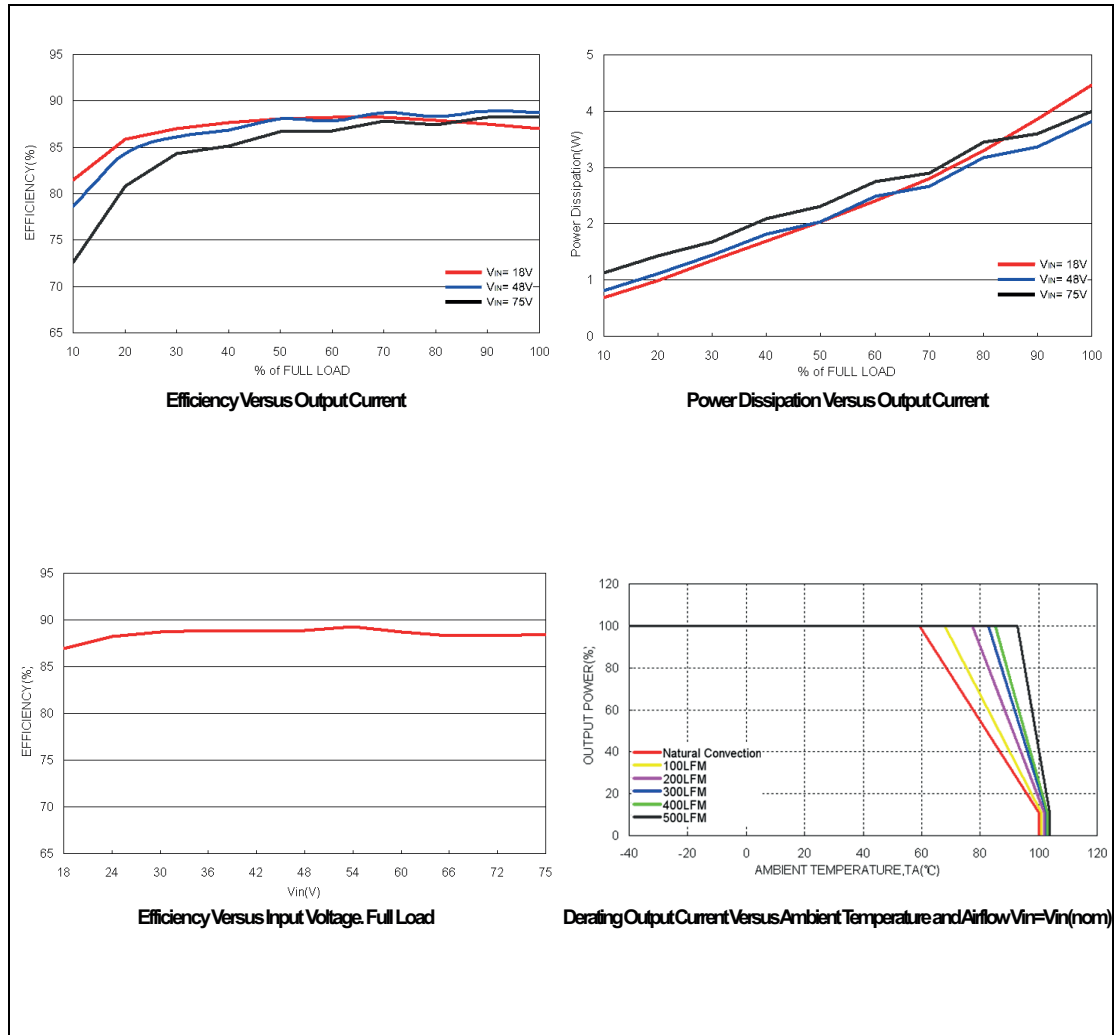 95
90
85
80
75
70
65
EFFICIENCY(%)
VIN= 18V
VIN= 48V
VIN= 75V
10 20 30 40 50 60 70 80 90 100
% of FULL LOAD
Efficiency Versus Output Current
5
4
3
2
1
0
Power Dissipation(W)
VIN= 18V
VIN= 48V
VIN= 75V
10 20 30 40 50 60 70 80 90 100
% of FULL LOAD
Power Dissipation Versus Output Current
95
90
85
80
75
70
65
EFFICIENCY(%;
18 24 30 36 42 48 54 60 66 75
Vin(V)
Efficiency Versus Input Voltage. Full Load
120
100
80
60
40
20
0
OUTPUT POWER(%;
Natural Convection
100LFM
200LFM
300LFM
400LFM
500LFM
-40 -20 0 20 40 60 80 100 120
AMBIENT TEMPERATURE,TA(℃)
Derating Output Current Versus Ambient Temperature and Airflow Vin=Vin(nom)